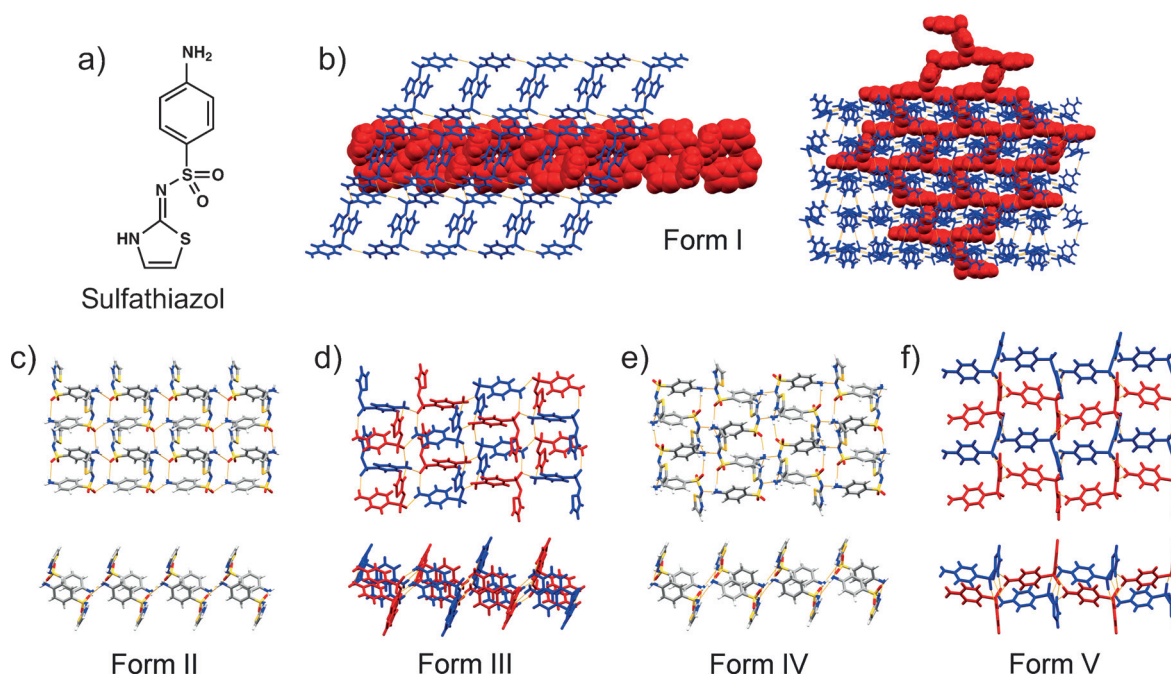 a)
NH₂
S
O
O
N
HN
S
Sulfathiazol
b)
Form I
c)
Form II
d)
Form III
e)
Form IV
f)
Form V